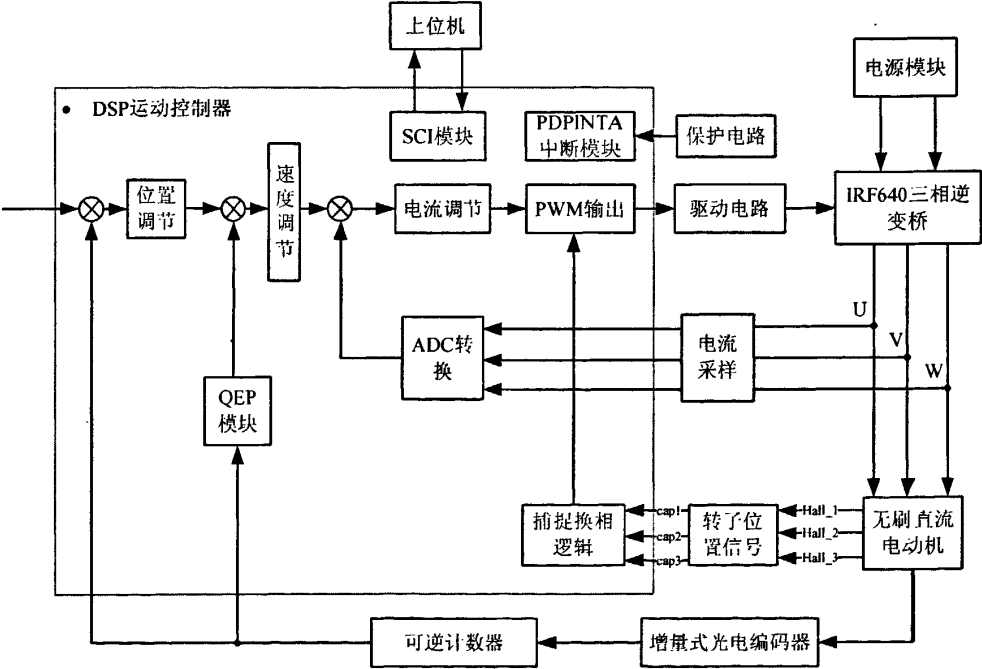 上位机
电源模块
DSP运动控制器
SCI模块
PDPINTA
中断模块
保护电路
位置
调节
速
度
调
节
电流调节
PWM输出
驱动电路
IRF640三相逆
变桥
U
V
W
ADC转
换
电流
采样
QEP
模块
捕捉换相
逻辑
cap1
cap2
cap3
转子位
置信号
Hall_1
Hall_2
Hall_3
无刷直流
电动机
可逆计数器
增量式光电编码器